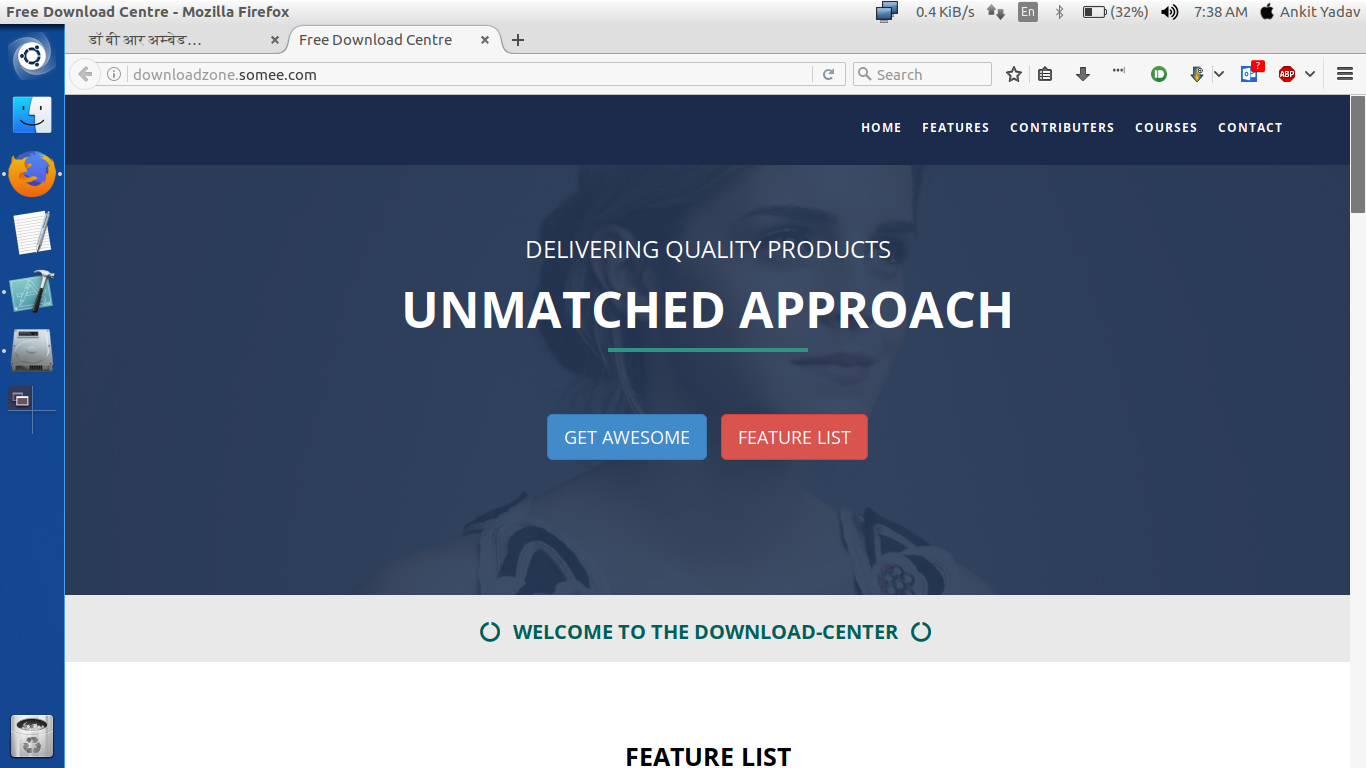 Free Download Centre - Mozilla Firefox
0.4 KiB/s En (32%) 7:38 AM Ankit Yadav
डॉ बी आर अम्बेड... Free Download Centre
downloadzone.somee.com Search ? ABP
HOME FEATURES CONTRIBUTERS COURSES CONTACT
DELIVERING QUALITY PRODUCTS
UNMATCHED APPROACH
GET AWESOME FEATURE LIST
WELCOME TO THE DOWNLOAD-CENTER
FEATURE LIST